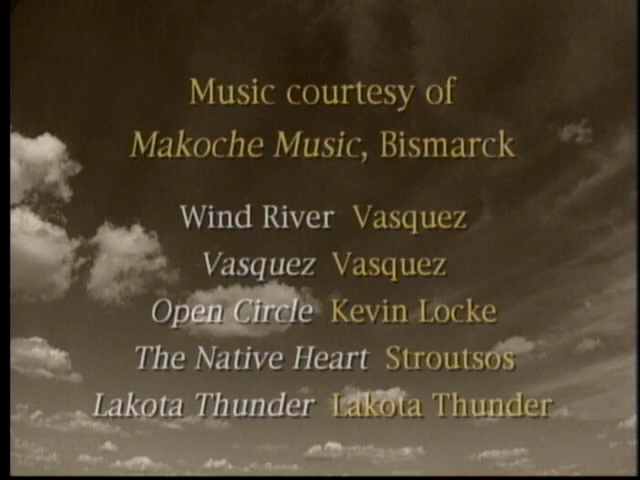 Music courtesy of
Makoche Music, Bismarck
Wind River Vasquez
Vasquez Vasquez
Open Circle Kevin Locke
The Native Heart Stroutsos
Lakota Thunder Lakota Thunder